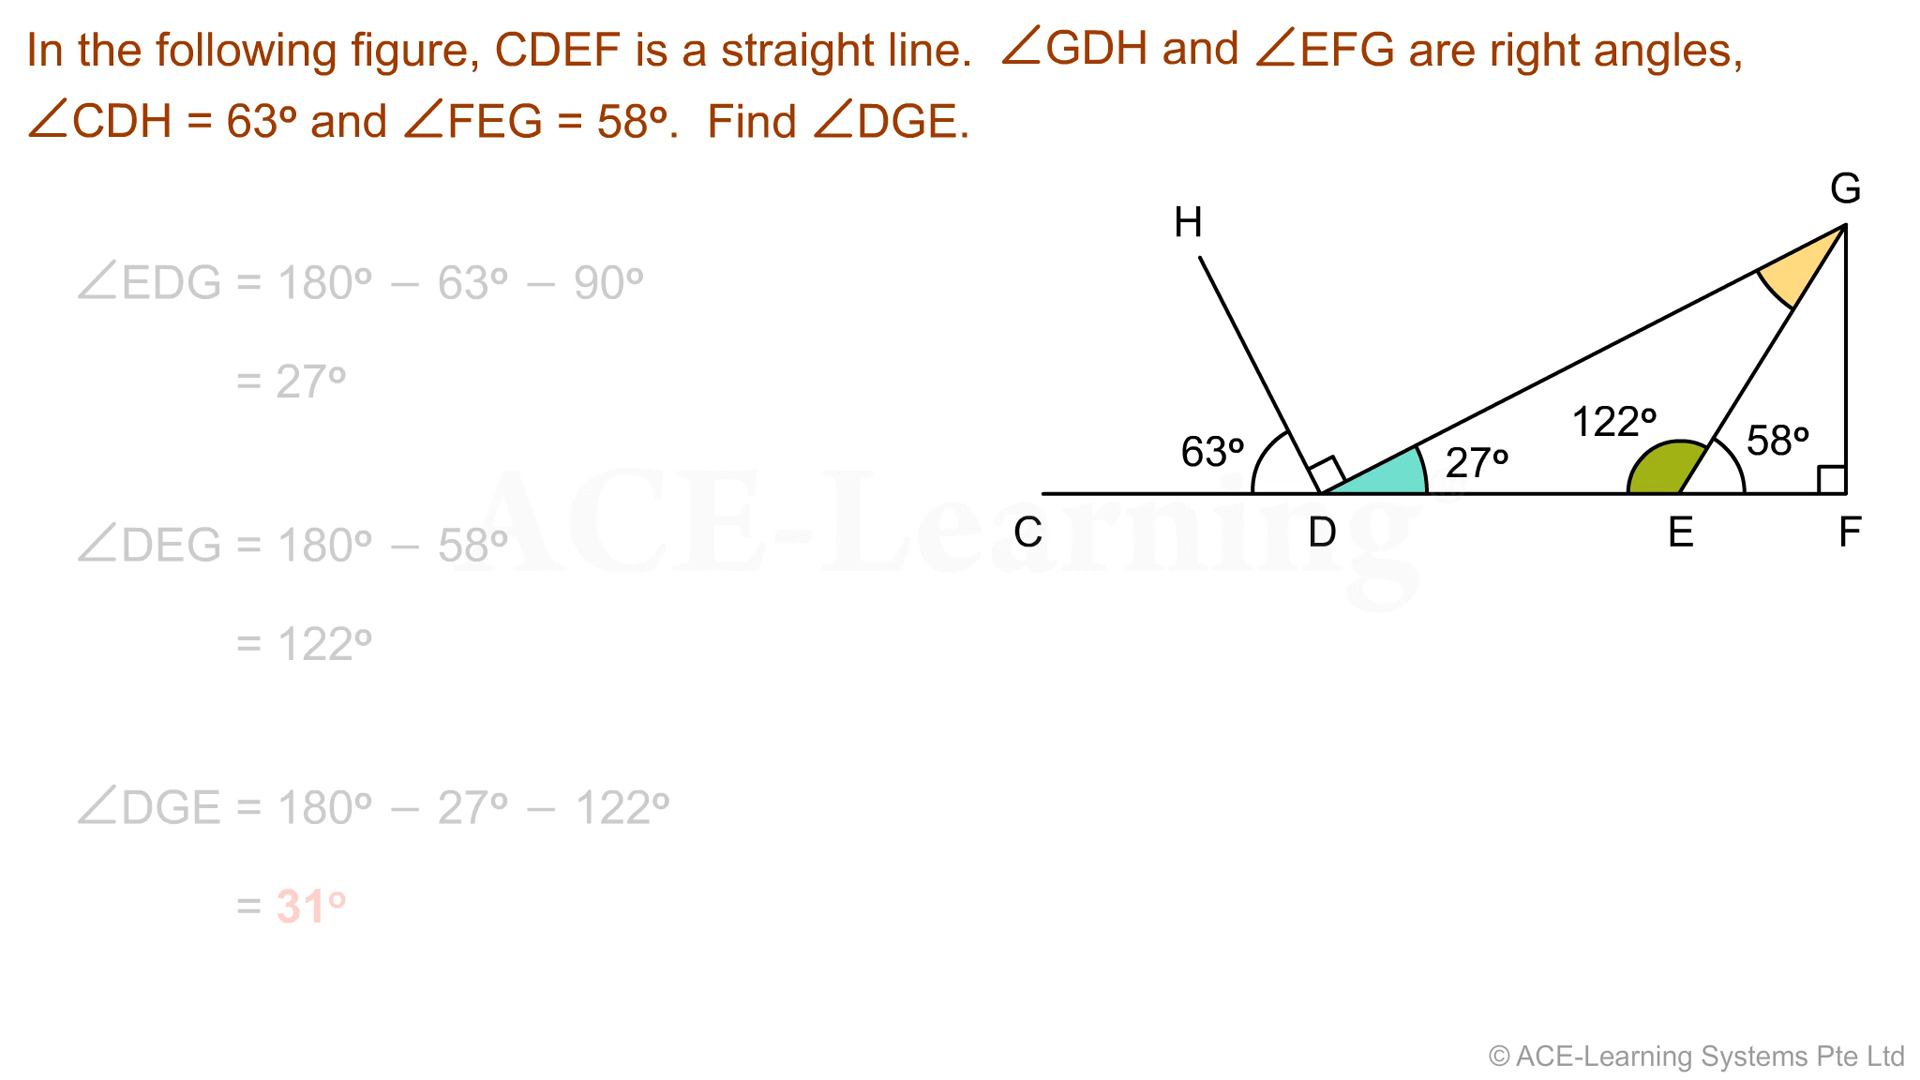 In the following figure, CDEF is a straight line. ∠GDH and ∠EFG are right angles,
∠CDH = 63º and ∠FEG = 58º. Find ∠DGE.
G
H
∠EDG = 180º – 63º – 90º
= 27º
122º
58º
63º
27º
ACE-Learning
C D E F
∠DEG = 180º – 58º
= 122º
∠DGE = 180º – 27º – 122º
= 31º
© ACE-Learning Systems Pte Ltd